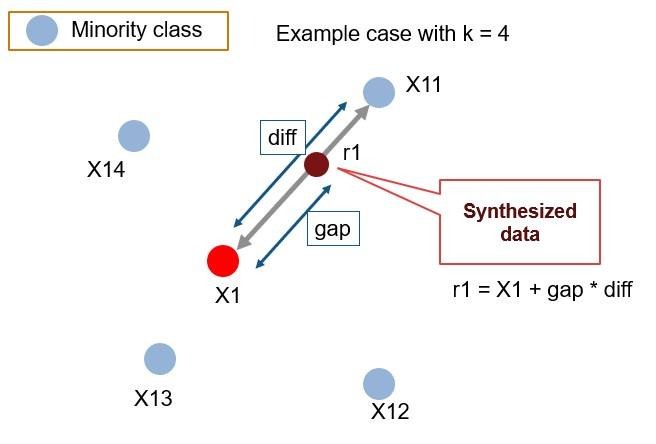 Minority class
Example case with k = 4
X11
diff
r1
X14
Synthesized
data
gap
r1 = X1 + gap * diff
X1
X13
X12